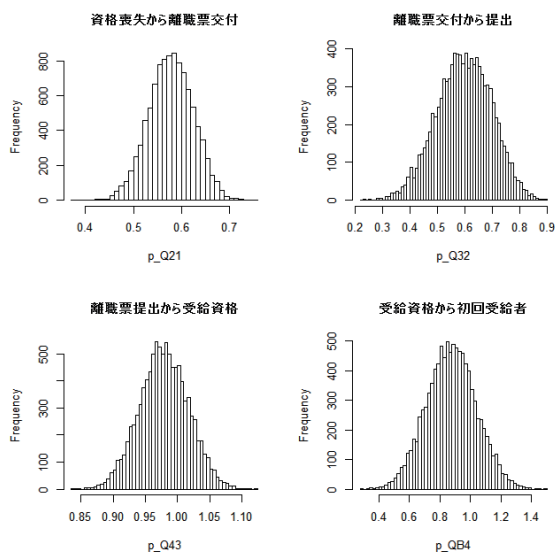 資格喪失から離職票交付
Frequency
0 200 400 600 800
0.4 0.5 0.6 0.7
p_Q21
離職票交付から提出
Frequency
0 100 200 300 400
0.2 0.3 0.4 0.5 0.6 0.7 0.8 0.9
p_Q32
離職票提出から受給資格
Frequency
0 100 300 500
0.85 0.90 0.95 1.00 1.05 1.10
p_Q43
受給資格から初回受給者
Frequency
0 100 200 300 400 500
0.4 0.6 0.8 1.0 1.2 1.4
p_QB4